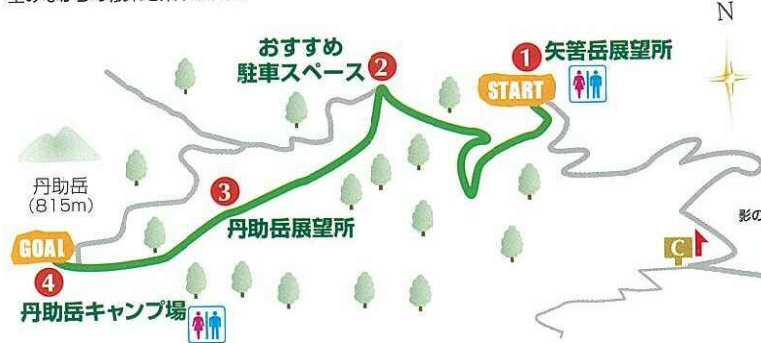 N
① 矢筈岳展望所
START
おすすめ
駐車スペース ②
丹助岳
(815m)
③
丹助岳展望所
GOAL
④
丹助岳キャンプ場
影の
C